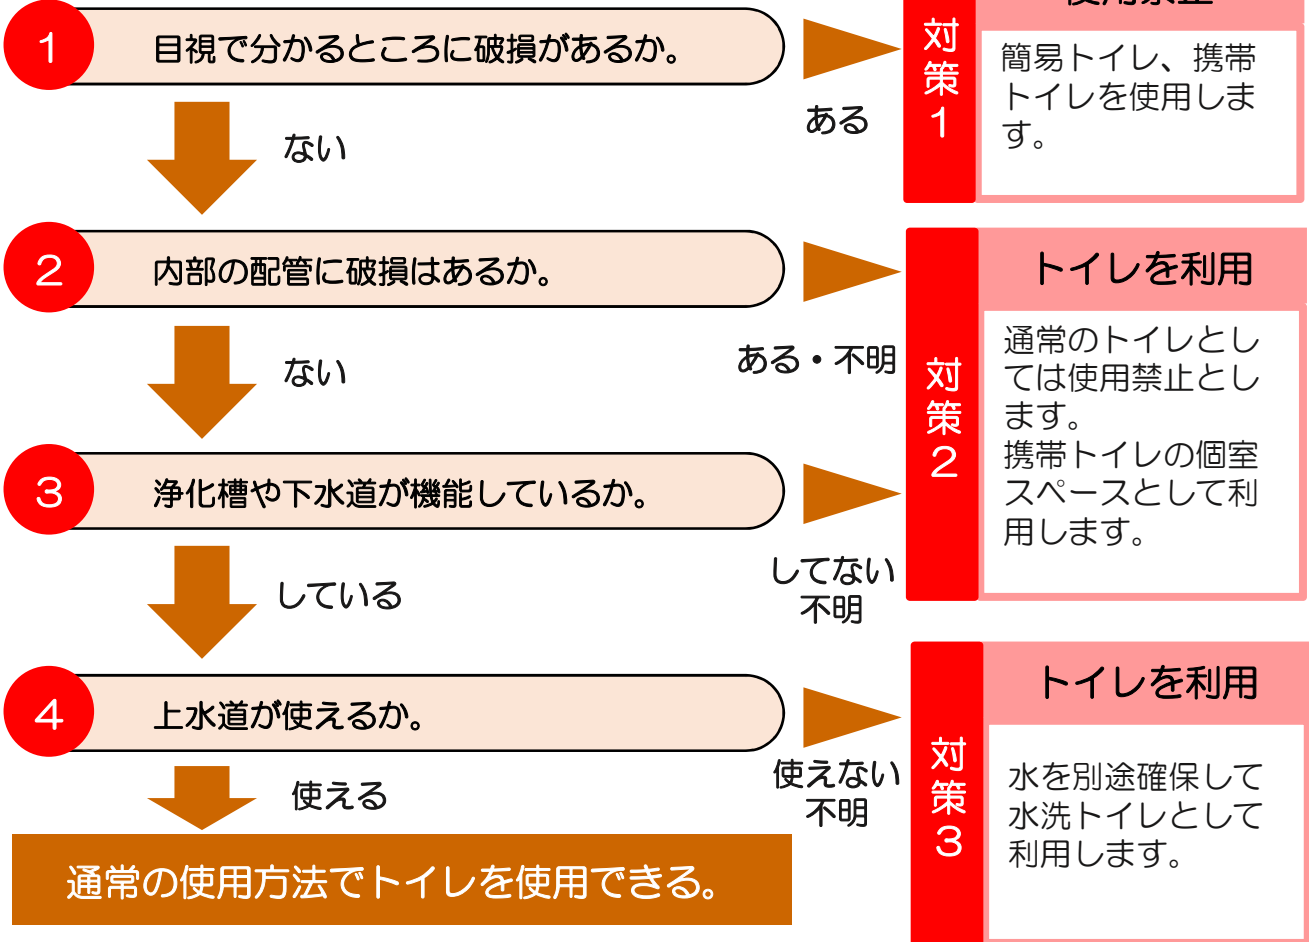 1
目視で分かるところに破損があるか。
ある
ない
対策1
使用禁止
簡易トイレ、携帯
トイレを使用しま
す。
2
内部の配管に破損はあるか。
ある・不明
ない
対策2
トイレを利用
通常のトイレとし
ては使用禁止とし
ます。
携帯トイレの個室
スペースとして利
用します。
3
浄化槽や下水道が機能しているか。
してない
不明
している
4
上水道が使えるか。
使えない
不明
使える
対策3
トイレを利用
水を別途確保して
水洗トイレとして
利用します。
通常の使用方法でトイレを使用できる。